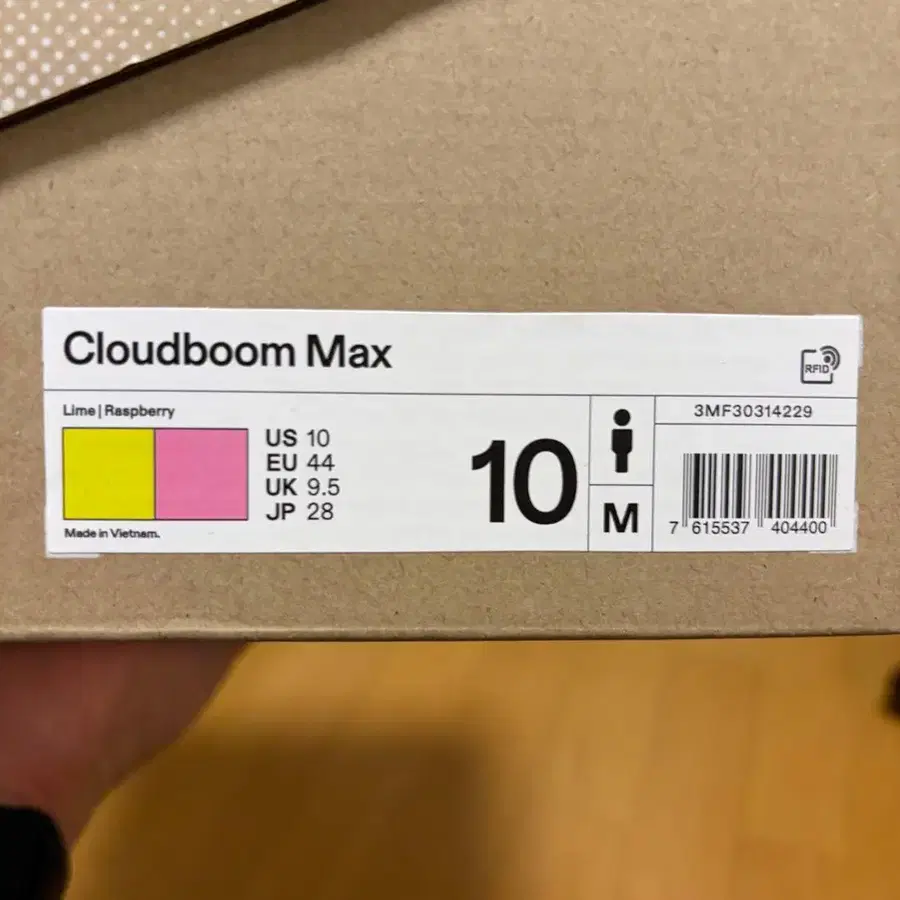 Cloudboom Max
RFID
Lime | Raspberry
US 10
EU 44
UK 9.5
JP 28
Made in Vietnam.
10
M
3MF30314229
7 615537 404400